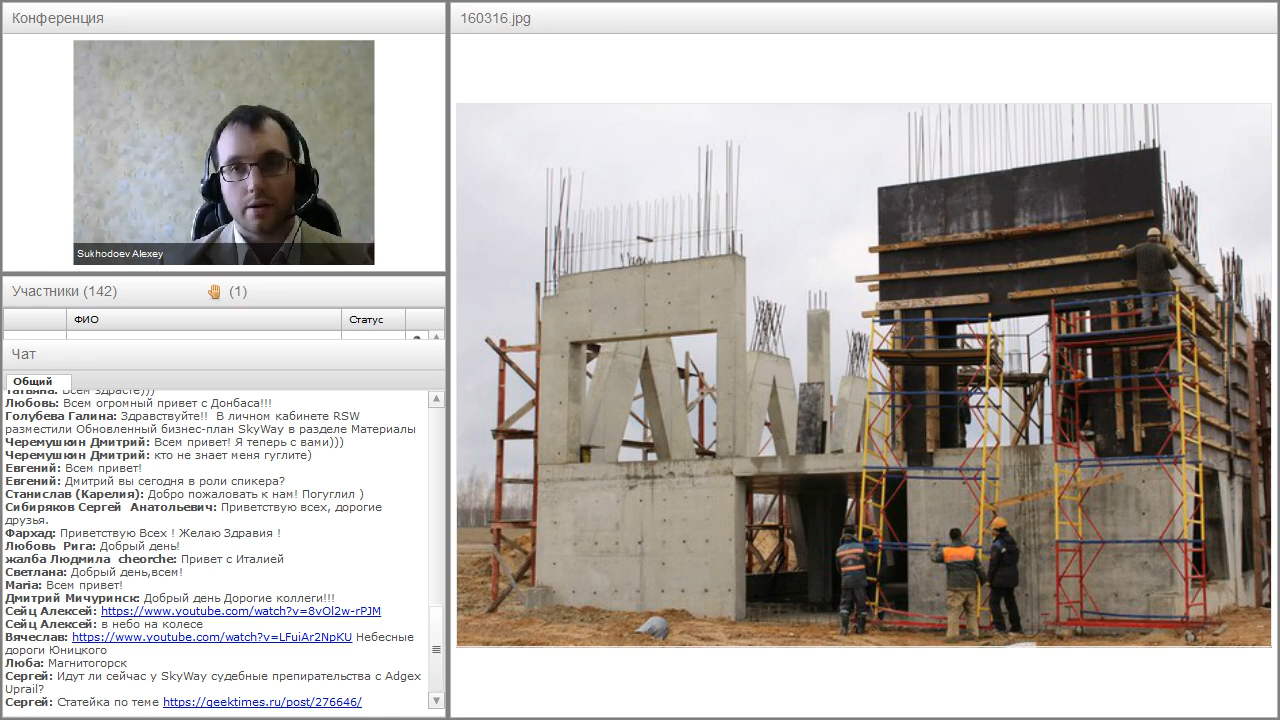 Конференция
160316.jpg
Sukhodoev Alexey
Участники (142)
(1)
ФИО
Статус
Чат
Общий
Татьяна: Всем здрасте)))
Любовь: Всем огромный привет с Донбаса!!!
Голубева Галина: Здравствуйте!! В личном кабинете RSW
разместили Обновленный бизнес-план SkyWay в разделе Материалы
Черемушкин Дмитрий: Всем привет! Я теперь с вами)))
Черемушкин Дмитрий: кто не знает меня гуглите)
Евгений: Всем привет!
Евгений: Дмитрий вы сегодня в роли спикера?
Станислав (Карелия): Добро пожаловать к нам! Погуглил )
Сибиряков Сергей Анатольевич: Приветствую всех, дорогие
друзья.
Фархад: Приветствую Всех ! Желаю Здравия !
Любовь Рига: Добрый день!
жалба Людмила cheorche: Привет с Италией
Светлана: Добрый день,всем!
Maria: Всем привет!
Дмитрий Мичуринск: Добрый день Дорогие коллеги!!!
Сейц Алексей: https://www.youtube.com/watch?v=8vOl2w-rPJM
Сейц Алексей: в небо на колесе
Вячеслав: https://www.youtube.com/watch?v=LFuiAr2NpKU Небесные
дороги Юницкого
Люба: Магнитогорск
Сергей: Идут ли сейчас у SkyWay судебные препирательства с Adgex
Uprail?
Сергей: Статейка по теме https://geektimes.ru/post/276646/